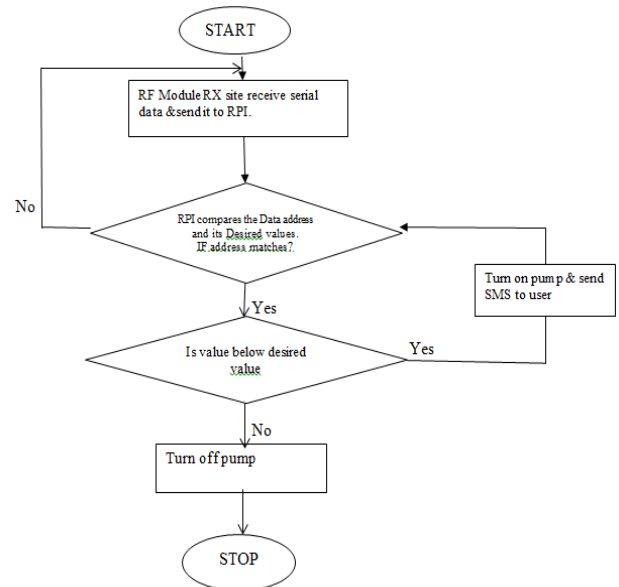 START
RF Module RX site receive serial
data &send it to RPI.
No
RPI compares the Data address
and its Desired values.
IF address matches?
Turn on pump & send
SMS to user
Yes
Is value below desired
value
Yes
No
Turn off pump
STOP